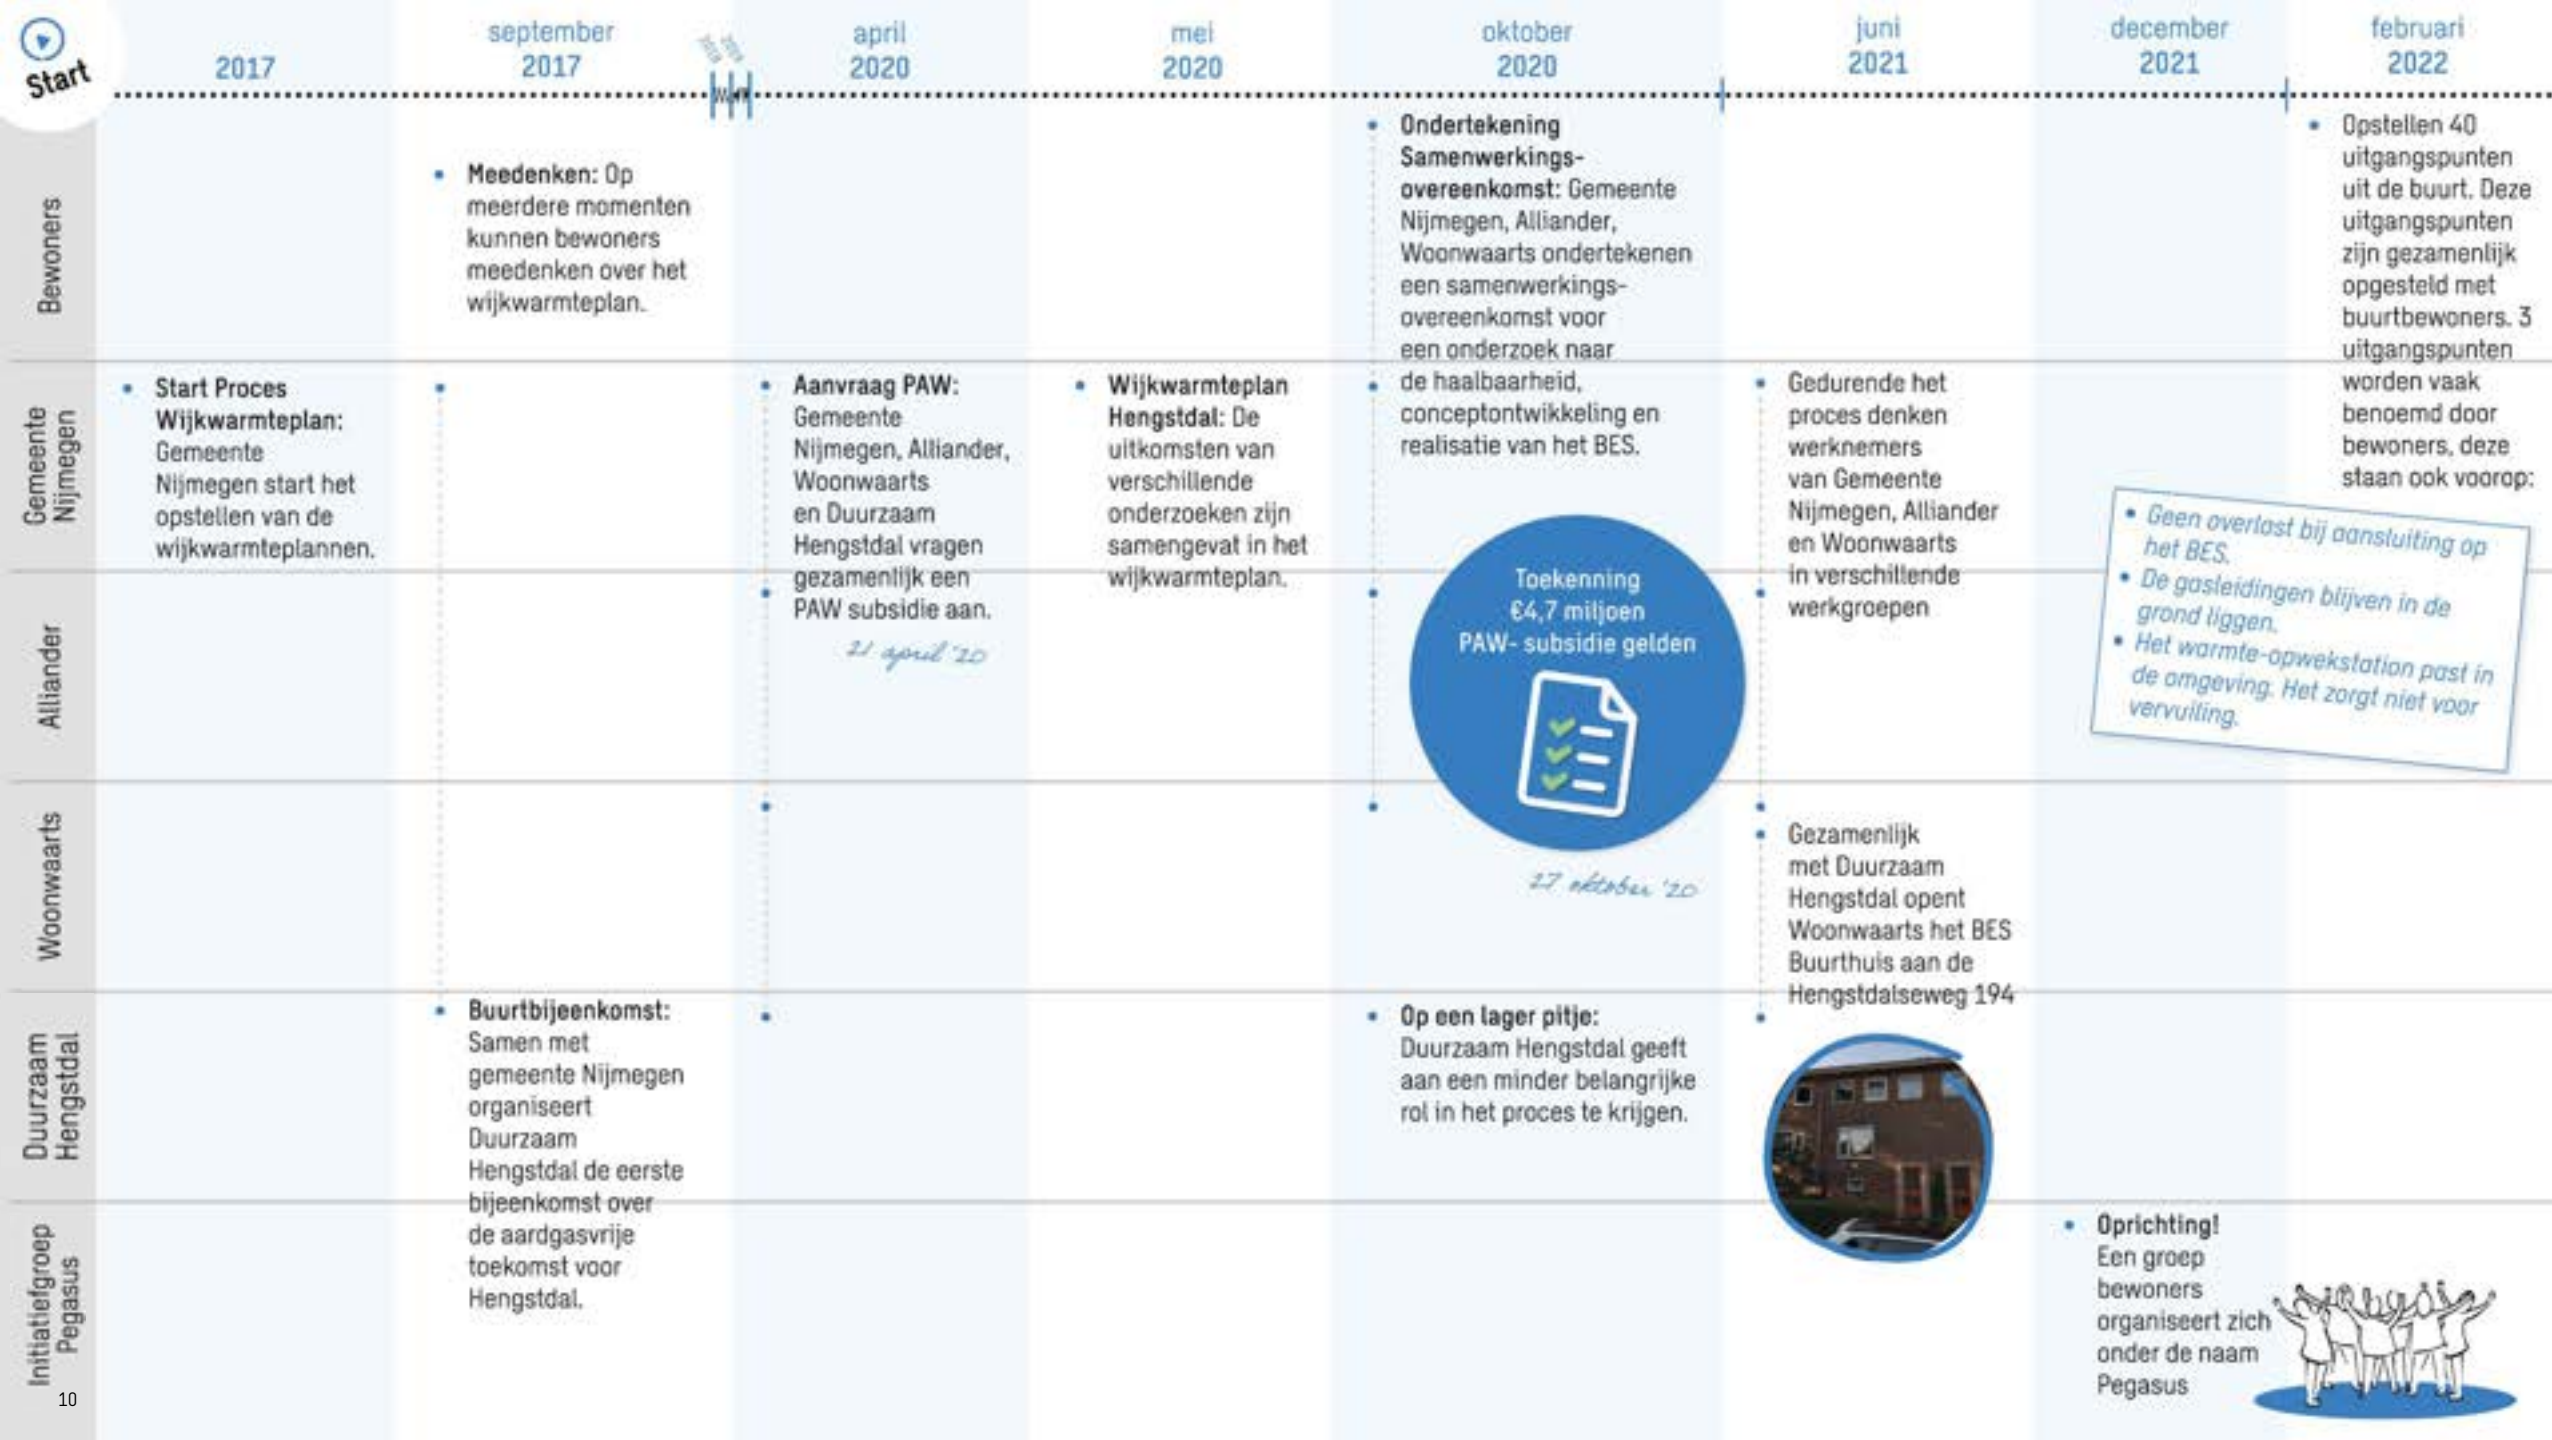 Start
2017
september
2017
april
2020
mei
2020
oktober
2020
juni
2021
december
2021
februari
2022
Bewoners
Meedenken: Op
meerdere momenten
kunnen bewoners
meedenken over het
wijkwarmteplan.
Ondertekening
Samenwerkings-
overeenkomst: Gemeente
Nijmegen, Alliander,
Woonwaarts ondertekenen
een samenwerkings-
overeenkomst voor
een onderzoek naar
de haalbaarheid,
conceptontwikkeling en
realisatie van het BES.
Opstellen 40
uitgangspunten
uit de buurt. Deze
uitgangspunten
zijn gezamenlijk
opgesteld met
buurtbewoners. 3
uitgangspunten
worden vaak
benoemd door
bewoners, deze
staan ook voorop:
Geen overlast bij aansluiting op
het BES.
De gasleidingen blijven in de
grond liggen.
Het warmte-opwekstation past in
de omgeving. Het zorgt niet voor
vervuiling.
Gemeente
Nijmegen
Start Proces
Wijkwarmteplan:
Gemeente
Nijmegen start het
opstellen van de
wijkwarmteplannen.
Aanvraag PAW:
Gemeente
Nijmegen, Alliander,
Woonwaarts
en Duurzaam
Hengstdal vragen
gezamenlijk een
PAW subsidie aan.
21 april '20
Wijkwarmteplan
Hengstdal: De
uitkomsten van
verschillende
onderzoeken zijn
samengevat in het
wijkwarmteplan.
Toekenning
€4,7 miljoen
PAW- subsidie gelden
27 oktober '20
Gedurende het
proces denken
werknemers
van Gemeente
Nijmegen, Alliander
en Woonwaarts
in verschillende
werkgroepen
Alliander
Woonwaarts
Gezamenlijk
met Duurzaam
Hengstdal opent
Woonwaarts het BES
Buurthuis aan de
Hengstdalseweg 194
Duurzaam
Hengstdal
Buurtbijeenkomst:
Samen met
gemeente Nijmegen
organiseert
Duurzaam
Hengstdal de eerste
bijeenkomst over
de aardgasvrije
toekomst voor
Hengstdal.
Op een lager pitje:
Duurzaam Hengstdal geeft
aan een minder belangrijke
rol in het proces te krijgen.
Initiatiefgroep
Pegasus
Oprichting!
Een groep
bewoners
organiseert zich
onder de naam
Pegasus
10